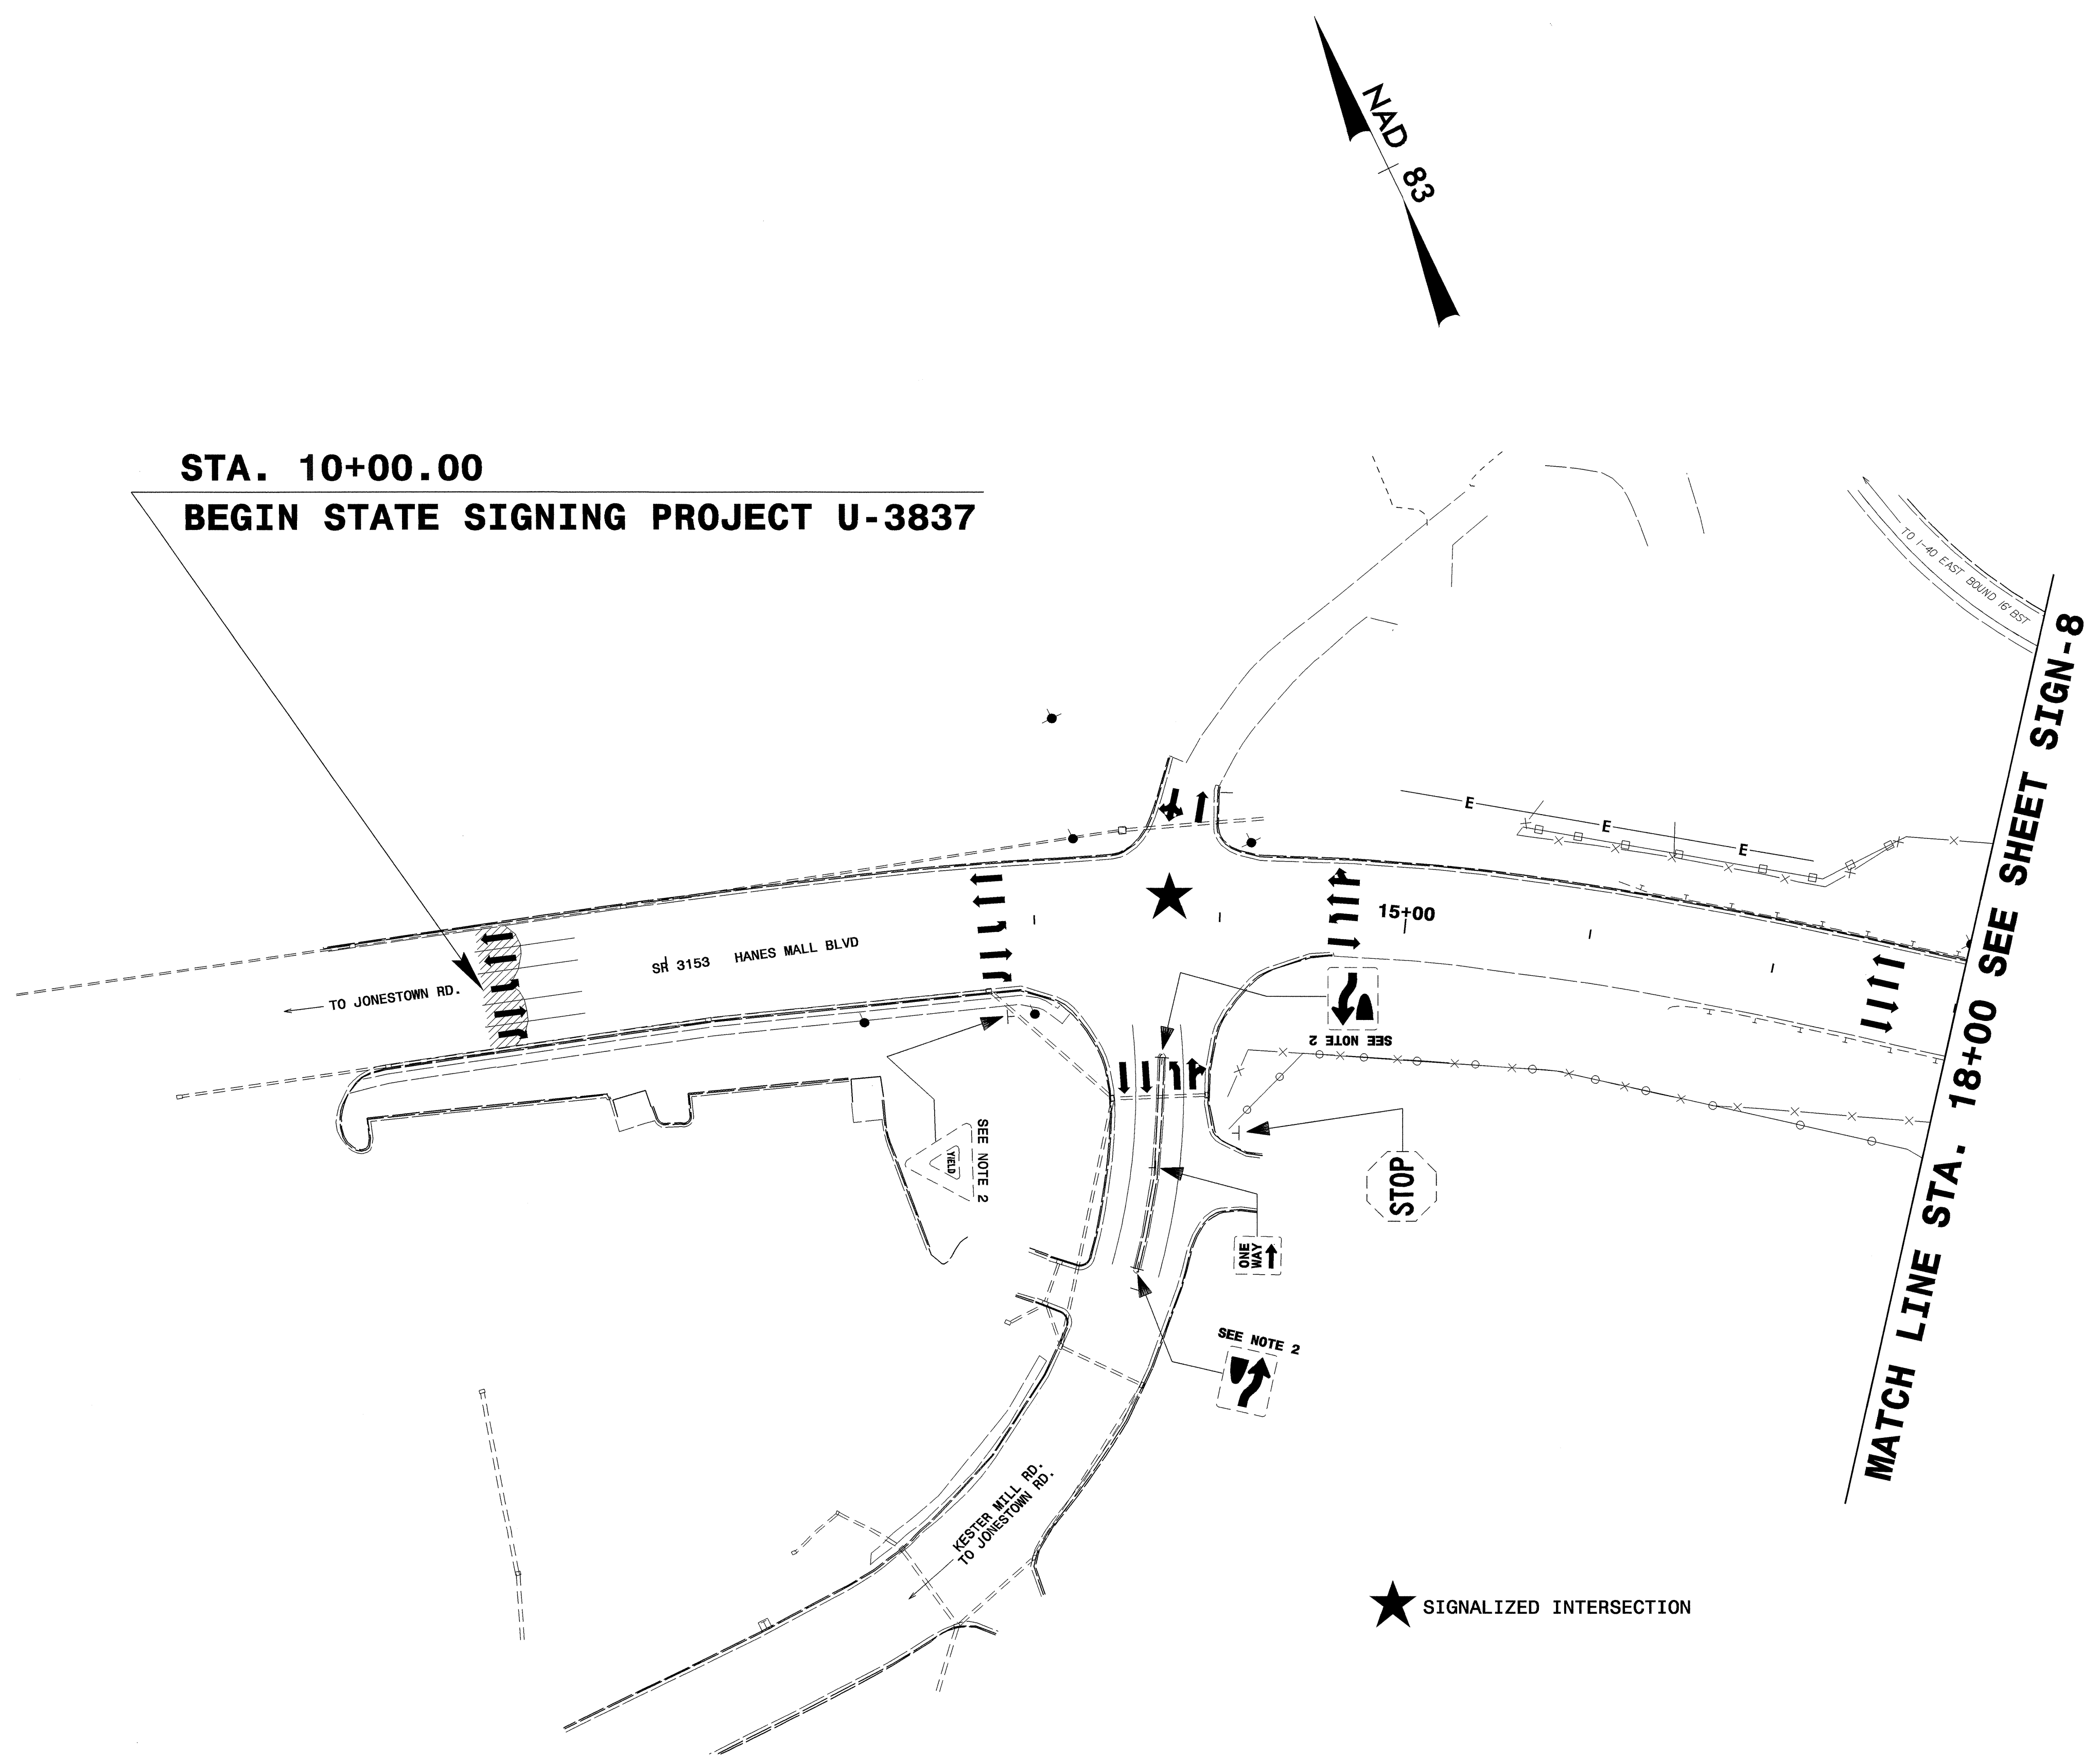 NAD 83
STA. 10+00.00
BEGIN STATE SIGNING PROJECT U-3837
TO I-40 EAST BOUND 16' BST
MATCH LINE STA. 18+00 SEE SHEET SIGN-8
E
E
E
15+00
SR 3153 HANES MALL BLVD
TO JONESTOWN RD.
SEE NOTE 2
SEE NOTE 2
YIELD
STOP
ONE
WAY
SEE NOTE 2
KESTER MILL RD.
TO JONESTOWN RD.
SIGNALIZED INTERSECTION